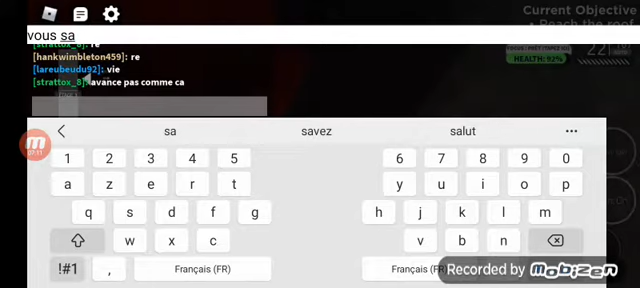 Current Objective
- Reach the roof
vous sa
[strattox_8]: re
[hankwimbleton459]: re
[lareubeudu92]: vie
[strattox_8]: avance pas comme ca
22
HEALTH: 92%
sa savez salut
1 2 3 4 5 6 7 8 9 0
a z e r t y u i o p
q s d f g h j k l m
w x c v b n
!#1 , Français (FR) Français (FR)
Recorded by mobizen